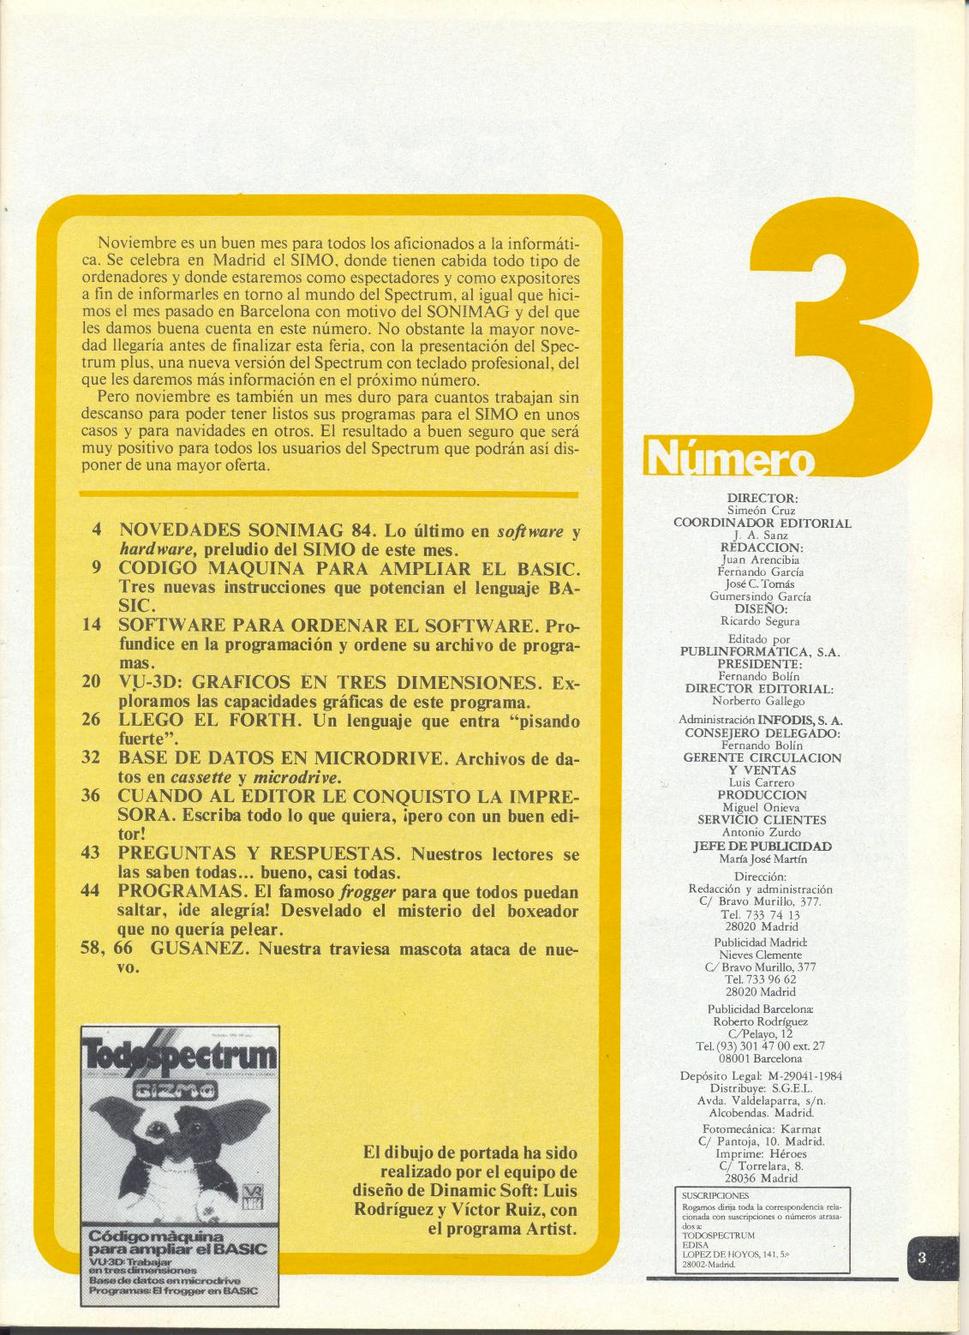 Noviembre es un buen mes para todos los aficionados a la informáti-
ca. Se celebra en Madrid el SIMO, donde tienen cabida todo tipo de
ordenadores y donde estaremos como espectadores y como expositores
a fin de informarles en torno al mundo del Spectrum, al igual que hici-
mos el mes pasado en Barcelona con motivo del SONIMAG y del que
les damos buena cuenta en este número. No obstante la mayor nove-
dad llegaría antes de finalizar esta feria, con la presentación del Spec-
trum plus, una nueva versión del Spectrum con teclado profesional, del
que les daremos más información en el próximo número.
Pero noviembre es también un mes duro para cuantos trabajan sin
descanso para poder tener listos sus programas para el SIMO en unos
casos y para navidades en otros. El resultado a buen seguro que será
muy positivo para todos los usuarios del Spectrum que podrán así dis-
poner de una mayor oferta.
4 NOVEDADES SONIMAG 84. Lo último en software y
hardware, preludio del SIMO de este mes.
9 CODIGO MAQUINA PARA AMPLIAR EL BASIC.
Tres nuevas instrucciones que potencian el lenguaje BA-
SIC.
14 SOFTWARE PARA ORDENAR EL SOFTWARE. Pro-
fundice en la programación y ordene su archivo de progra-
mas.
20 VU-3D: GRAFICOS EN TRES DIMENSIONES. Ex-
ploramos las capacidades gráficas de este programa.
26 LLEGO EL FORTH. Un lenguaje que entra “pisando
fuerte”.
32 BASE DE DATOS EN MICRODRIVE. Archivos de da-
tos en cassette y microdrive.
36 CUANDO AL EDITOR LE CONQUISTO LA IMPRE-
SORA. Escriba todo lo que quiera, ¡pero con un buen edi-
tor!
43 PREGUNTAS Y RESPUESTAS. Nuestros lectores se
las saben todas... bueno, casi todas.
44 PROGRAMAS. El famoso frogger para que todos puedan
saltar, ¡de alegría! Desvelado el misterio del boxeador
que no quería pelear.
58, 66 GUSANEZ. Nuestra traviesa mascota ataca de nue-
vo.
Todospectrum
GIZMO
Código máquina
para ampliar el BASIC
VU-3D: Trabajar
en tres dimensiones
Base de datos en microdrive
Programas: El frogger en BASIC
El dibujo de portada ha sido
realizado por el equipo de
diseño de Dinamic Soft: Luis
Rodríguez y Víctor Ruiz, con
el programa Artist.
3
Número
DIRECTOR:
Simeón Cruz
COORDINADOR EDITORIAL
J. A. Sanz
REDACCION:
Juan Arencibia
Fernando García
José C. Tomás
Gumersindo García
DISEÑO:
Ricardo Segura
Editado por
PUBLINFORMATICA, S.A.
PRESIDENTE:
Fernando Bolín
DIRECTOR EDITORIAL:
Norberto Gallego
Administración INFODIS, S. A.
CONSEJERO DELEGADO:
Fernando Bolín
GERENTE CIRCULACION
Y VENTAS
Luis Carrero
PRODUCCION
Miguel Onieva
SERVICIO CLIENTES
Antonio Zurdo
JEFE DE PUBLICIDAD
María José Martín
Dirección:
Redacción y administración
C/ Bravo Murillo, 377.
Tel. 733 74 13
28020 Madrid
Publicidad Madrid:
Nieves Clemente
C/ Bravo Murillo, 377
Tel. 733 96 62
28020 Madrid
Publicidad Barcelona:
Roberto Rodríguez
C/Pelayo, 12
Tel. (93) 301 47 00 ext. 27
08001 Barcelona
Depósito Legal: M-29041-1984
Distribuye: S.G.E.L.
Avda. Valdelaparra, s/n.
Alcobendas. Madrid.
Fotomecánica: Karmat
C/ Pantoja, 10. Madrid.
Imprime: Héroes
C/ Torrelara, 8.
28036 Madrid
SUSCRIPCIONES
Rogamos dirija toda la correspondencia rela-
cionada con suscripciones o números atrasa-
dos a:
TODOSPECTRUM
EDISA
LOPEZ DE HOYOS, 141, 5.º
28002-Madrid.
3